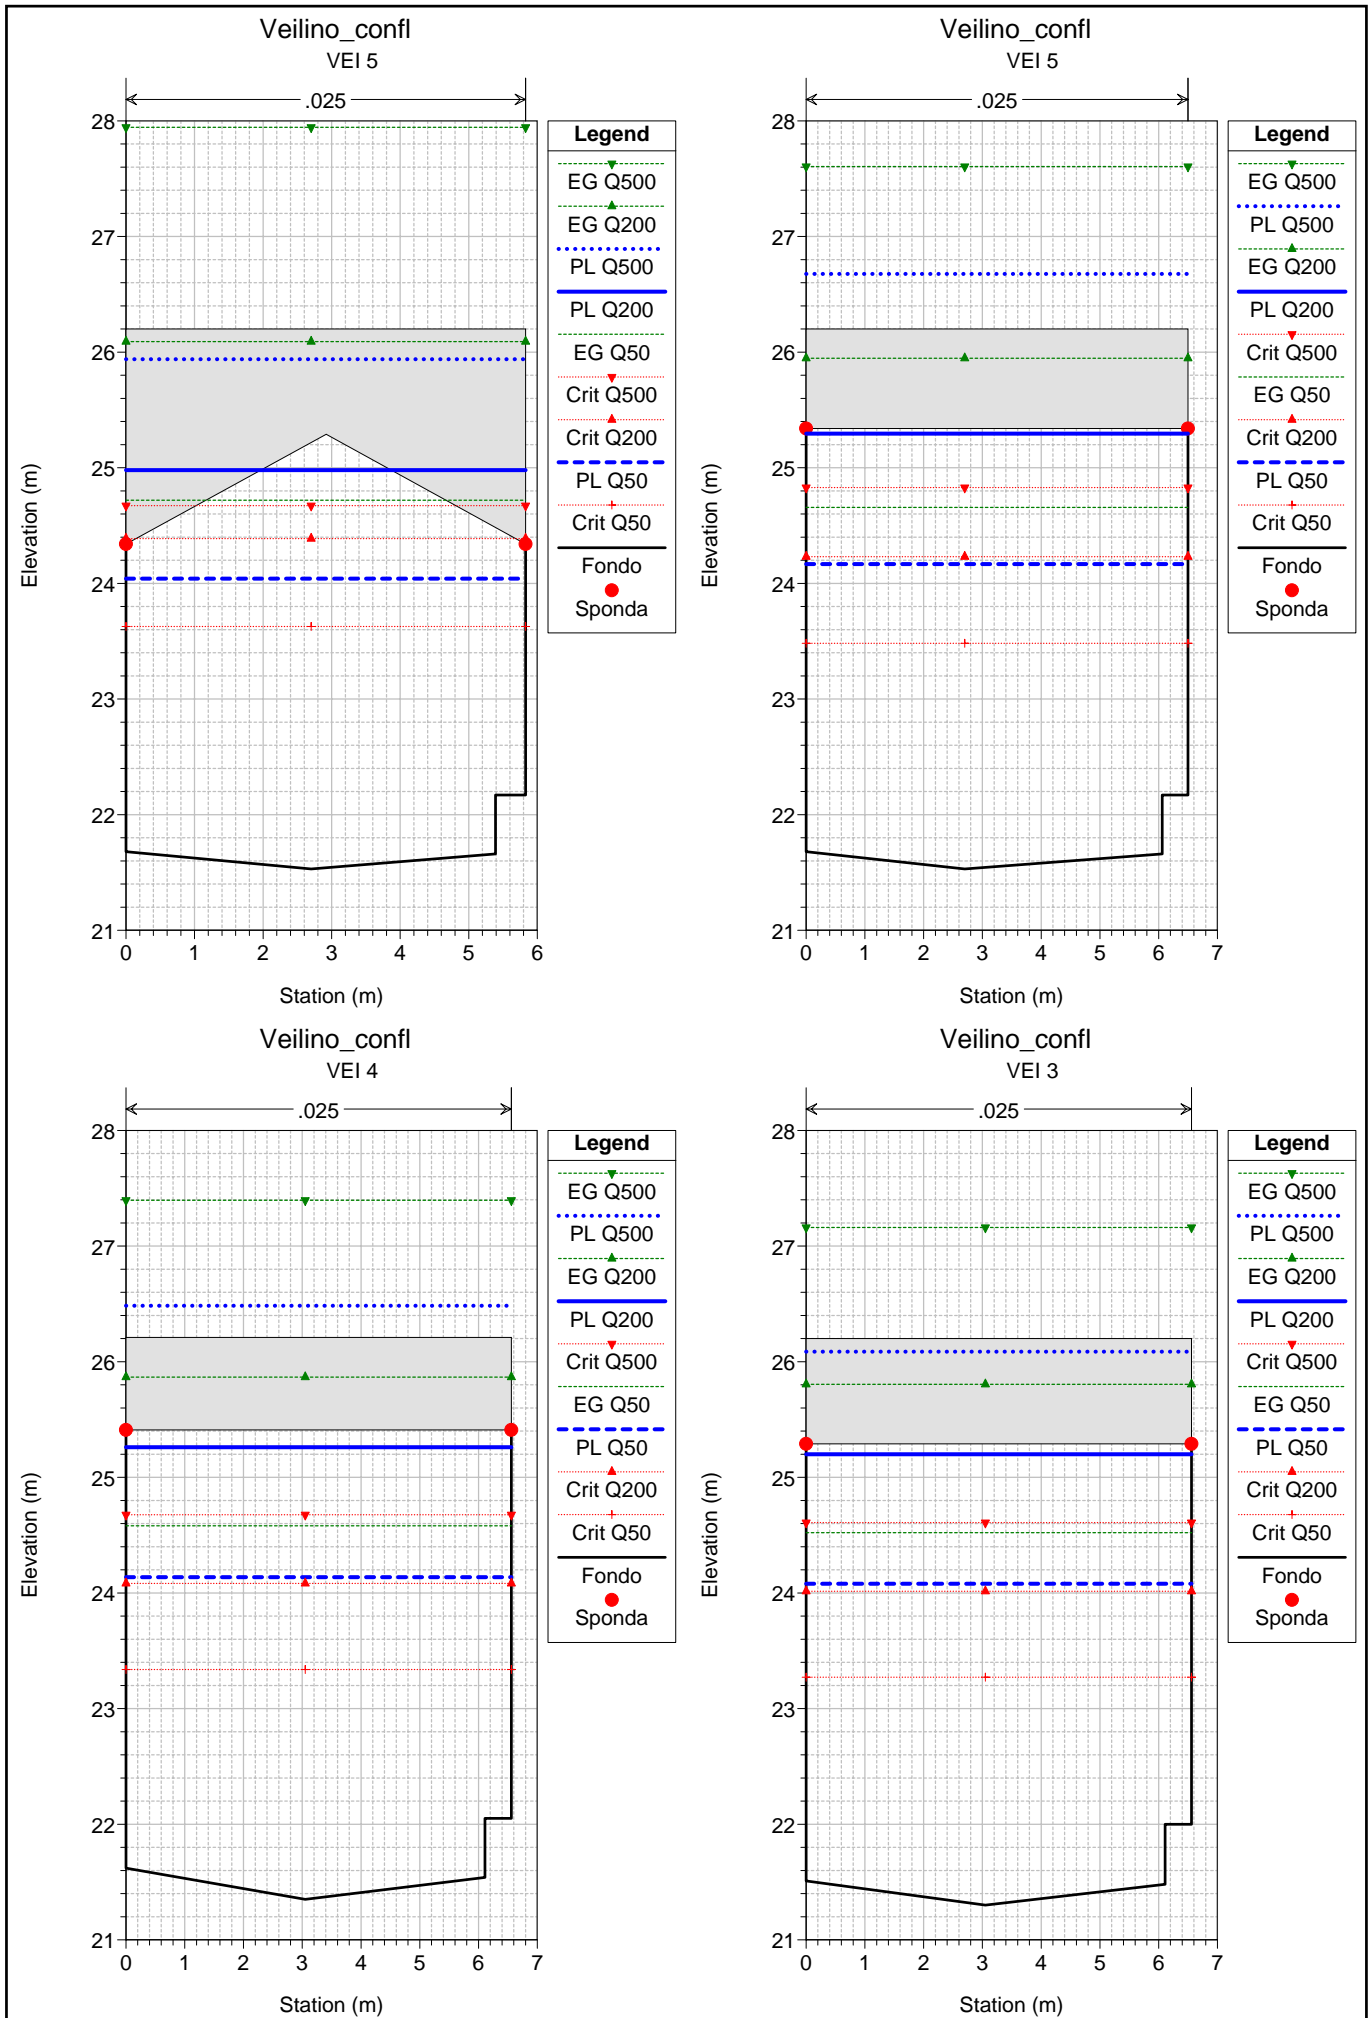 Veilino_confl
VEI 5
.025
28
27
26
25
24
23
22
21
Elevation (m)
0 1 2 3 4 5 6
Station (m)
Legend
EG Q500
EG Q200
PL Q500
PL Q200
EG Q50
Crit Q500
Crit Q200
PL Q50
Crit Q50
Fondo
Sponda
Veilino_confl
VEI 5
.025
28
27
26
25
24
23
22
21
Elevation (m)
0 1 2 3 4 5 6 7
Station (m)
Legend
EG Q500
PL Q500
EG Q200
PL Q200
Crit Q500
EG Q50
Crit Q200
PL Q50
Crit Q50
Fondo
Sponda
Veilino_confl
VEI 4
.025
28
27
26
25
24
23
22
21
Elevation (m)
0 1 2 3 4 5 6 7
Station (m)
Legend
EG Q500
PL Q500
EG Q200
PL Q200
Crit Q500
EG Q50
PL Q50
Crit Q200
Crit Q50
Fondo
Sponda
Veilino_confl
VEI 3
.025
28
27
26
25
24
23
22
21
Elevation (m)
0 1 2 3 4 5 6 7
Station (m)
Legend
EG Q500
PL Q500
EG Q200
PL Q200
Crit Q500
EG Q50
PL Q50
Crit Q200
Crit Q50
Fondo
Sponda